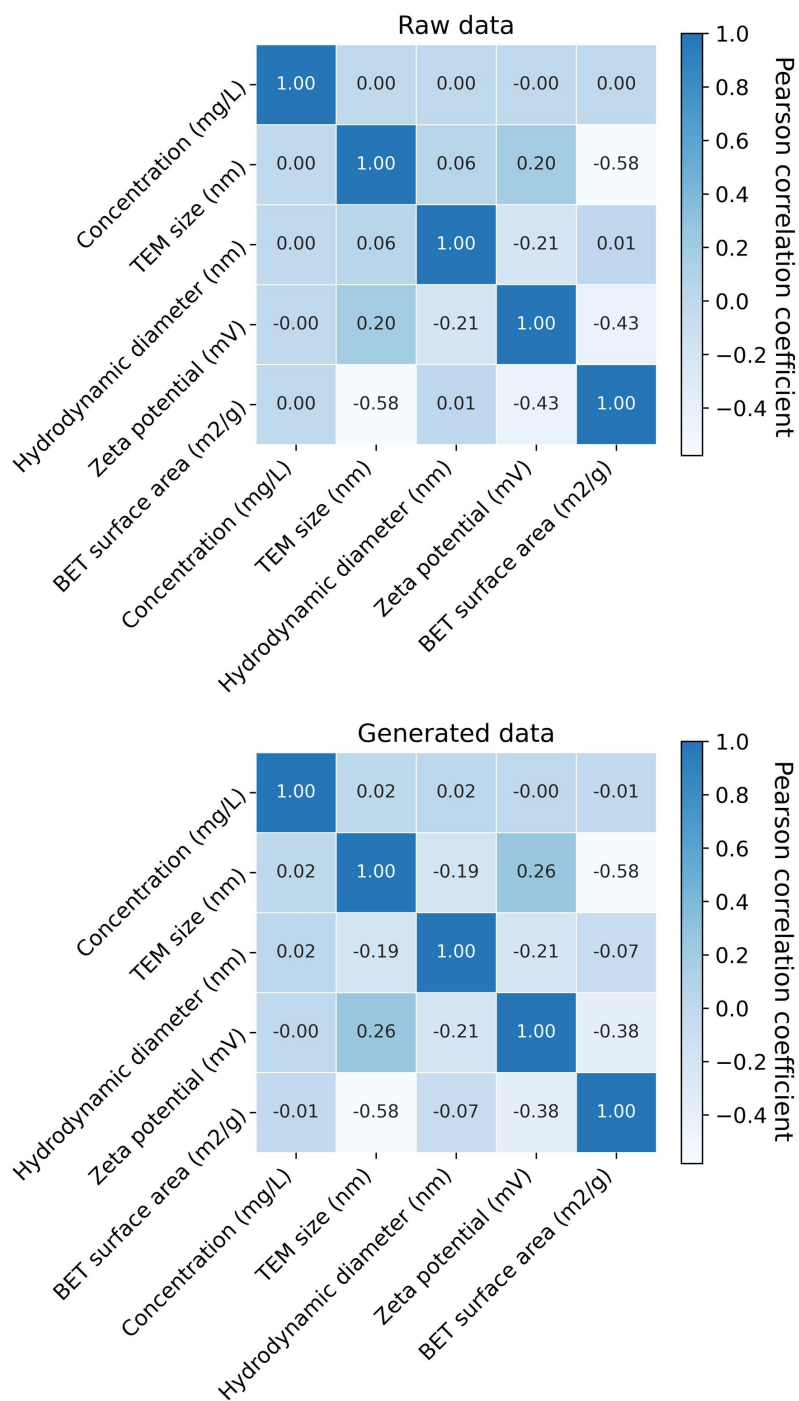 Raw data
Concentration (mg/L)
1.00 0.00 0.00 -0.00 0.00
TEM size (nm)
0.00 1.00 0.06 0.20 -0.58
Hydrodynamic diameter (nm)
0.00 0.06 1.00 -0.21 0.01
Zeta potential (mV)
-0.00 0.20 -0.21 1.00 -0.43
BET surface area (m2/g)
0.00 -0.58 0.01 -0.43 1.00
Concentration (mg/L)
TEM size (nm)
Hydrodynamic diameter (nm)
Zeta potential (mV)
BET surface area (m2/g)
1.0
0.8
0.6
0.4
0.2
0.0
−0.2
−0.4
Pearson correlation coefficient
Generated data
Concentration (mg/L)
1.00 0.02 0.02 -0.00 -0.01
TEM size (nm)
0.02 1.00 -0.19 0.26 -0.58
Hydrodynamic diameter (nm)
0.02 -0.19 1.00 -0.21 -0.07
Zeta potential (mV)
-0.00 0.26 -0.21 1.00 -0.38
BET surface area (m2/g)
-0.01 -0.58 -0.07 -0.38 1.00
Concentration (mg/L)
TEM size (nm)
Hydrodynamic diameter (nm)
Zeta potential (mV)
BET surface area (m2/g)
1.0
0.8
0.6
0.4
0.2
0.0
−0.2
−0.4
Pearson correlation coefficient